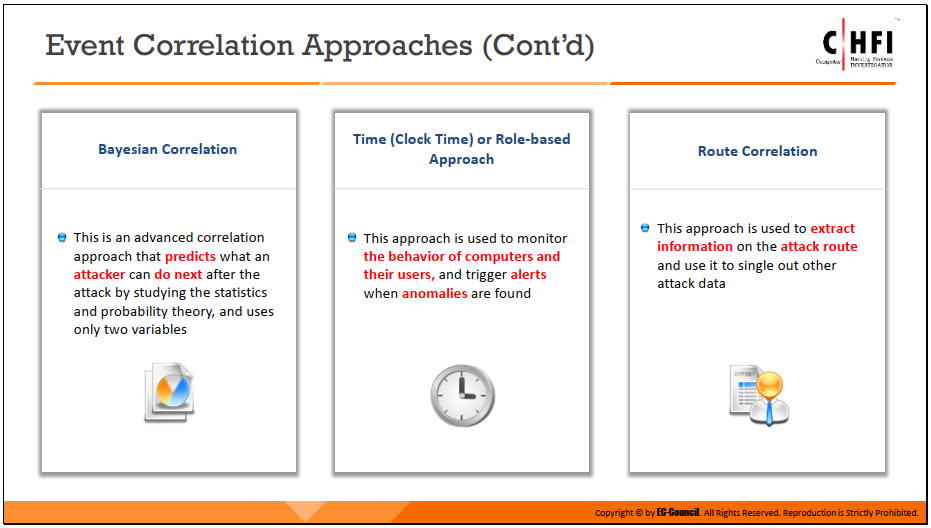 Event Correlation Approaches (Cont’d)
C HFI
Computer
Hacking Forensic
INVESTIGATOR
Bayesian Correlation
This is an advanced correlation
approach that predicts what an
attacker can do next after the
attack by studying the statistics
and probability theory, and uses
only two variables
Time (Clock Time) or Role-based
Approach
This approach is used to monitor
the behavior of computers and
their users, and trigger alerts
when anomalies are found
Route Correlation
This approach is used to extract
information on the attack route
and use it to single out other
attack data
REPORT
Copyright © by EC-Council. All Rights Reserved. Reproduction is Strictly Prohibited.